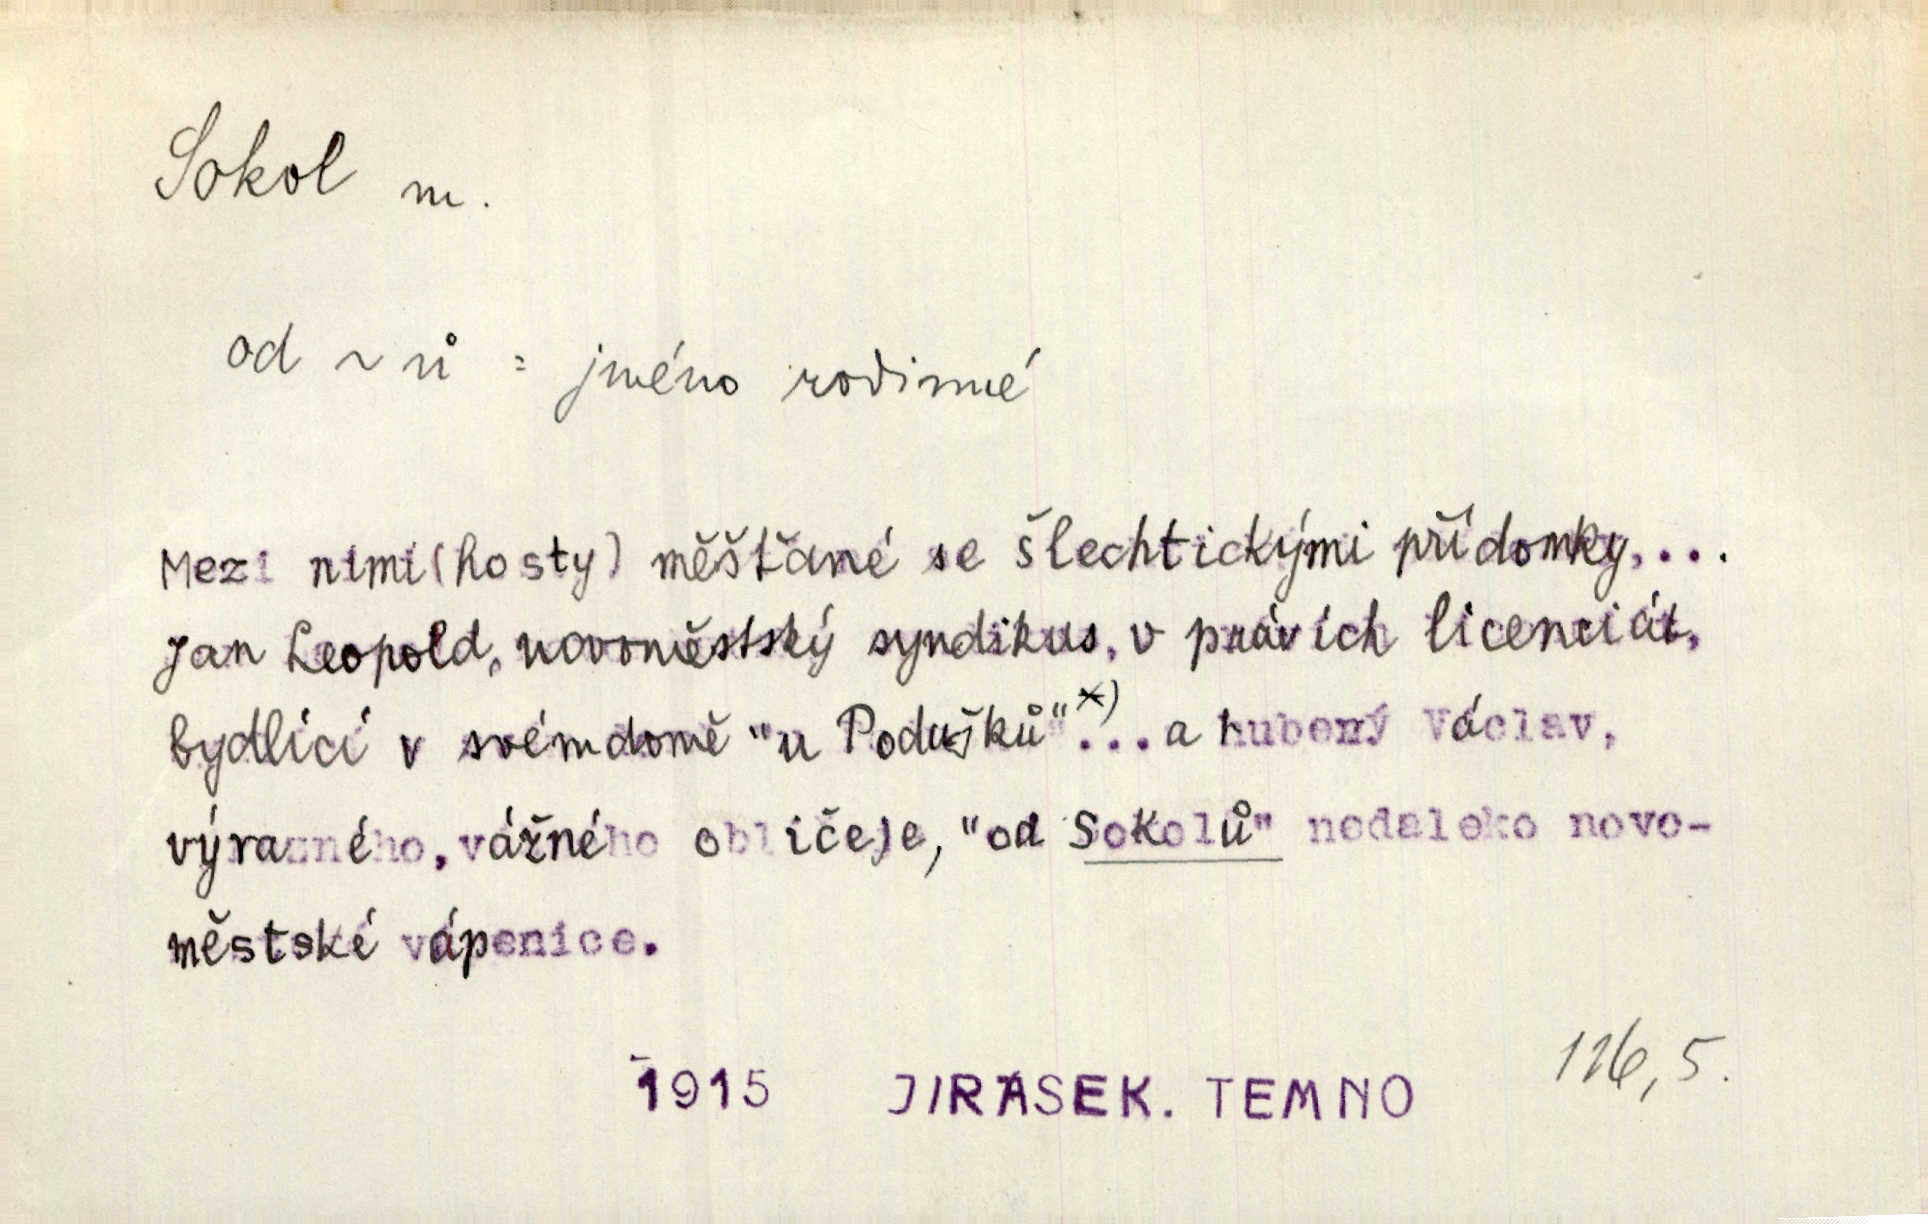 Sokol m.
od ~ů = jméno rodinné
Mezi nimi (hosty) měšťané se šlechtickými přídomky,...
Jan Leopold, novoměstský syndikus, v právích licenciát,
bydlící v svém domě "u Podušků" x) ... a hubený Václav,
výrazného, vážného obličeje, "od Sokolů" nedaleko novo-
městské vápenice.
1915 JIRÁSEK. TEMNO 126,5.